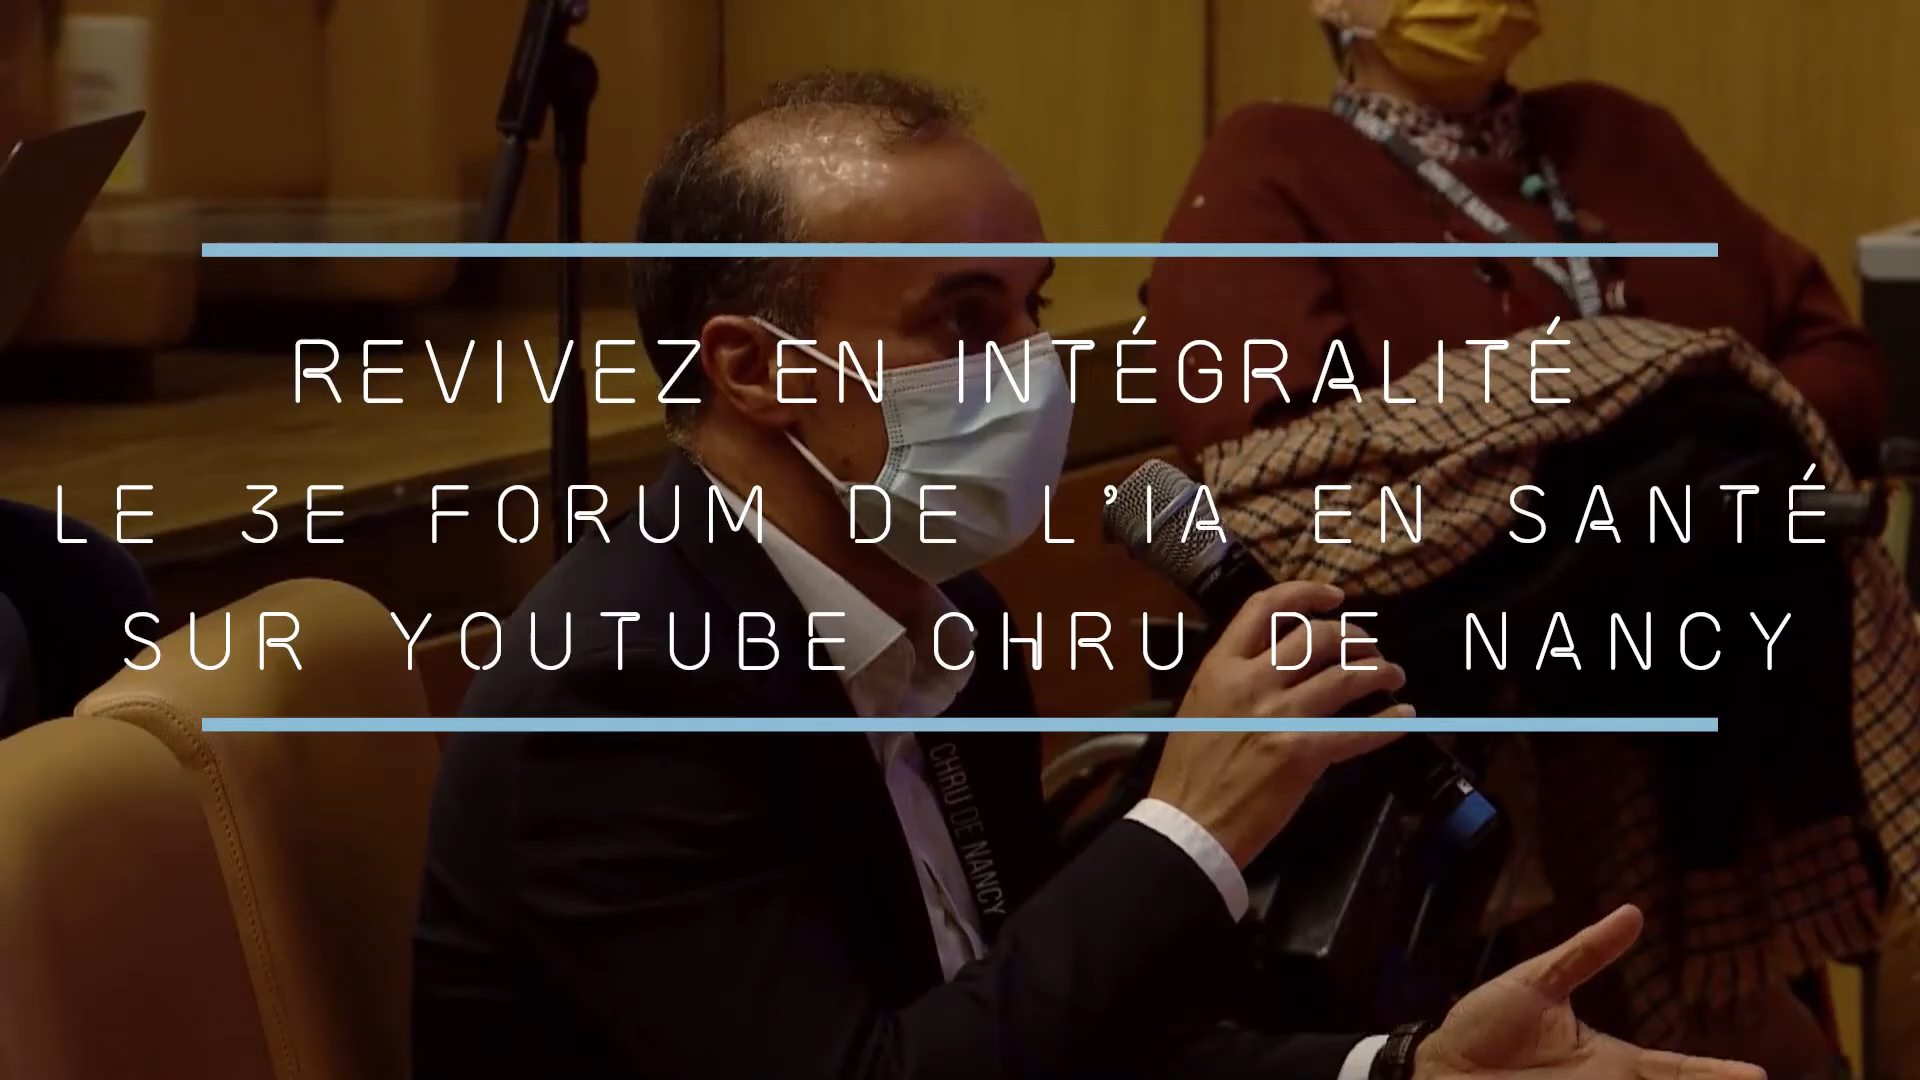 REVIVEZ EN INTÉGRALITÉ
LE 3E FORUM DE L'IA EN SANTÉ
SUR YOUTUBE CHRU DE NANCY
CHRU DE NANCY